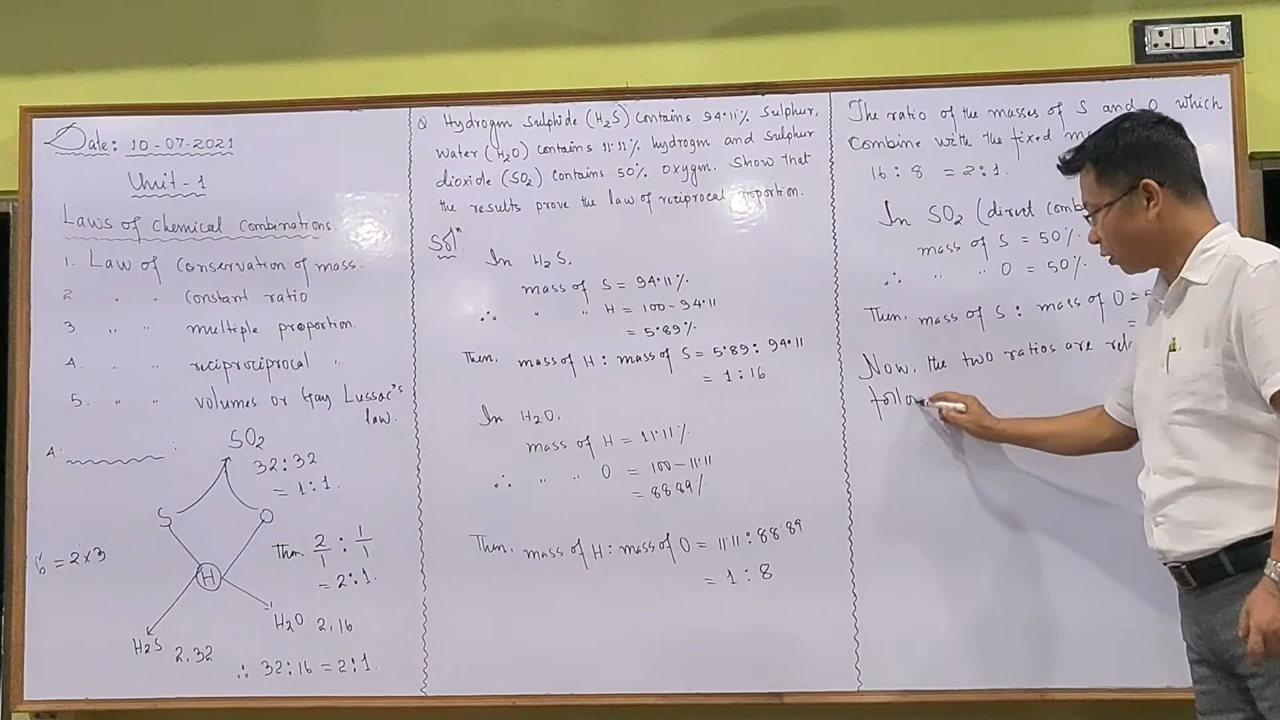 Date: 10-07-2021
Unit-1
Laws of Chemical Combinations.
1. Law of Conservation of mass.
2 " " Constant ratio
3 " " multiple proportion.
4. " " reciprociprocal "
5. " " volumes or Gay Lussac's
law.
A: :
SO2
32:32
= 1:1.
S O
6 = 2x3
H
Then. 2/1 : 1/1
= 2:1.
H2S 2,32
H2O 2,16
∴ 32:16 = 2:1.
Q Hydrogen Sulphide (H2S) Contains 94.11% Sulphur,
Water (H2O) contains 11.11% hydrogen and Sulphur
dioxide (SO2) Contains 50% oxygen. Show that
the results prove the law of reciprocal proportion.
Solⁿ.
In H2S,
mass of S = 94.11%
∴ " " H = 100-94.11
= 5.89%.
Then. mass of H : mass of S = 5.89 : 94.11
= 1:16
In H2O,
mass of H = 11.11%
∴ " " O = 100-11.11
= 88.89%
Then. mass of H : mass of O = 11.11 : 88.89
= 1 : 8
The ratio of the masses of S and O which
Combine with the fixed
16 : 8 = 2:1.
In SO2 (direct
mass of S = 50%.
∴ " " O = 50%.
Then. mass of S : mass of O =
=
Now, the two ratios are